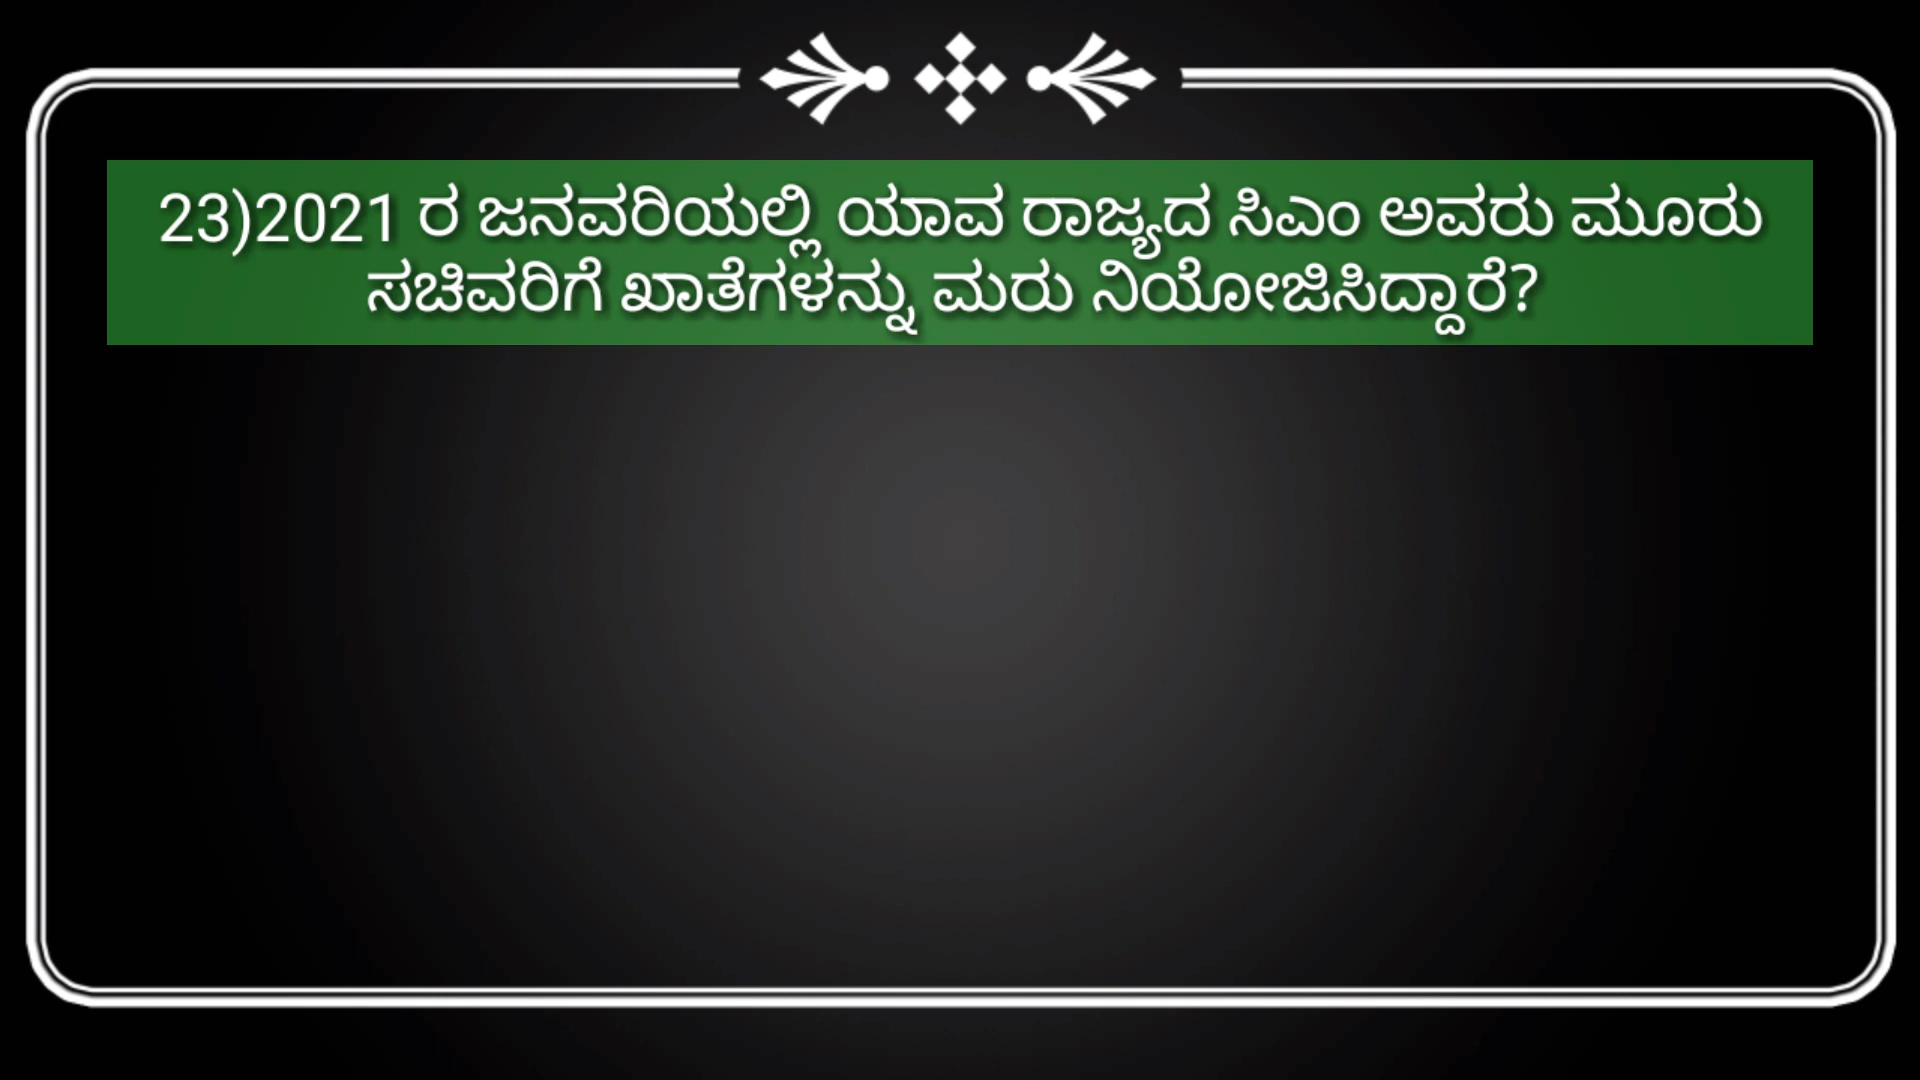 23)2021 ರ ಜನವರಿಯಲ್ಲಿ ಯಾವ ರಾಜ್ಯದ ಸಿಎಂ ಅವರು ಮೂರು
ಸಚಿವರಿಗೆ ಖಾತೆಗಳನ್ನು ಮರು ನಿಯೋಜಿಸಿದ್ದಾರೆ?